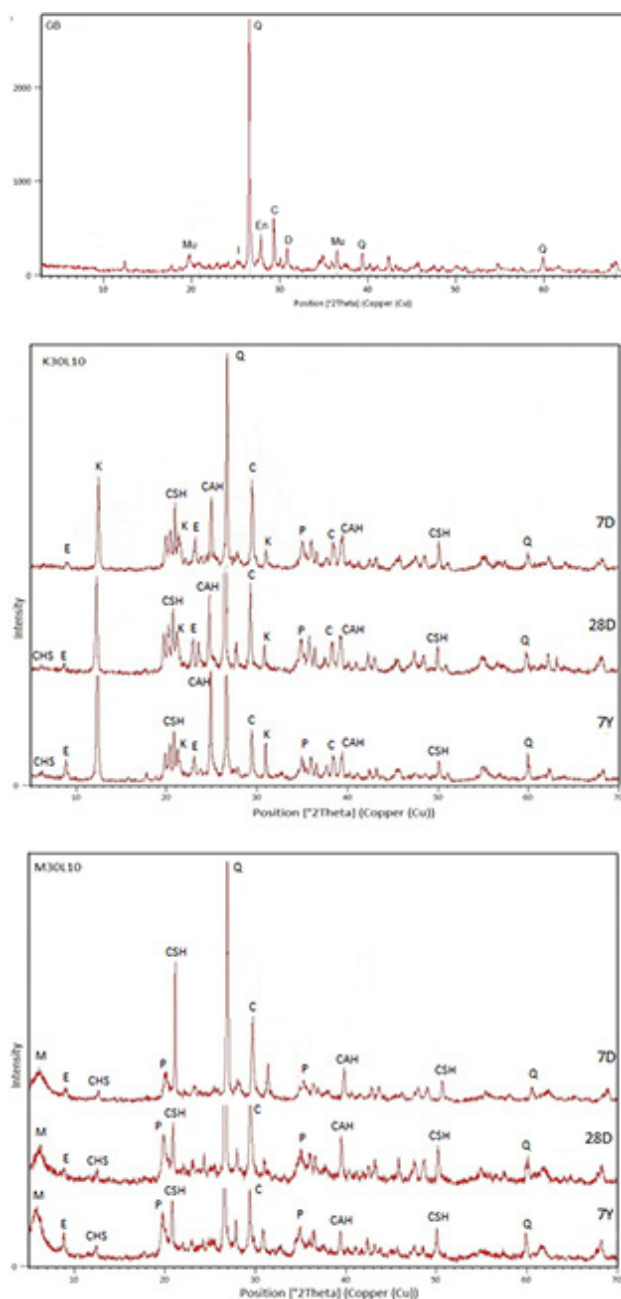 GB
Q
2000
1000
0
Mu
I
En
C
D
Mu
Q
Q
10 20 30 40 50 60
Position [°2Theta] (Copper (Cu))
K30L10
Q
K
E
CSH
K
E
CAH
C
K
P
C
CAH
CSH
Q
7D
CHS
E
CSH
K
E
CAH
C
K
P
C
CAH
CSH
Q
28D
CHS
E
CSH
K
E
CAH
C
K
P
C
CAH
CSH
Q
7Y
Intensity
10 20 30 40 50 60 70
Position [°2Theta] (Copper (Cu))
M30L10
Q
M
E
CHS
P
CSH
C
P
CAH
CSH
Q
7D
M
E
CHS
P
CSH
C
P
CAH
CSH
Q
28D
M
E
CHS
P
CSH
C
P
CAH
CSH
Q
7Y
Intensity
10 20 30 40 50 60 70
Position [°2Theta] (Copper (Cu))